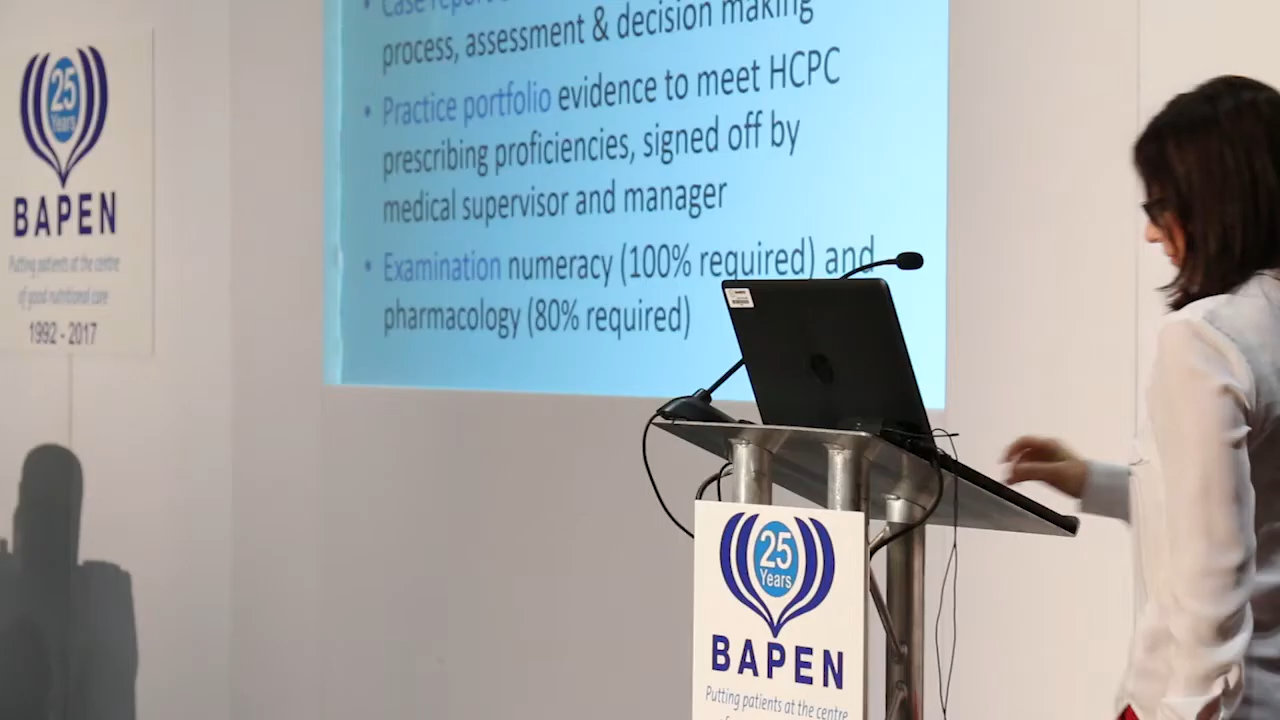 25
Years
BAPEN
Putting patients at the centre
of good nutritional care
1992 - 2017
• Case report
process, assessment & decision making
• Practice portfolio evidence to meet HCPC
prescribing proficiencies, signed off by
medical supervisor and manager
• Examination numeracy (100% required) and
pharmacology (80% required)
25
Years
BAPEN
Putting patients at the centre